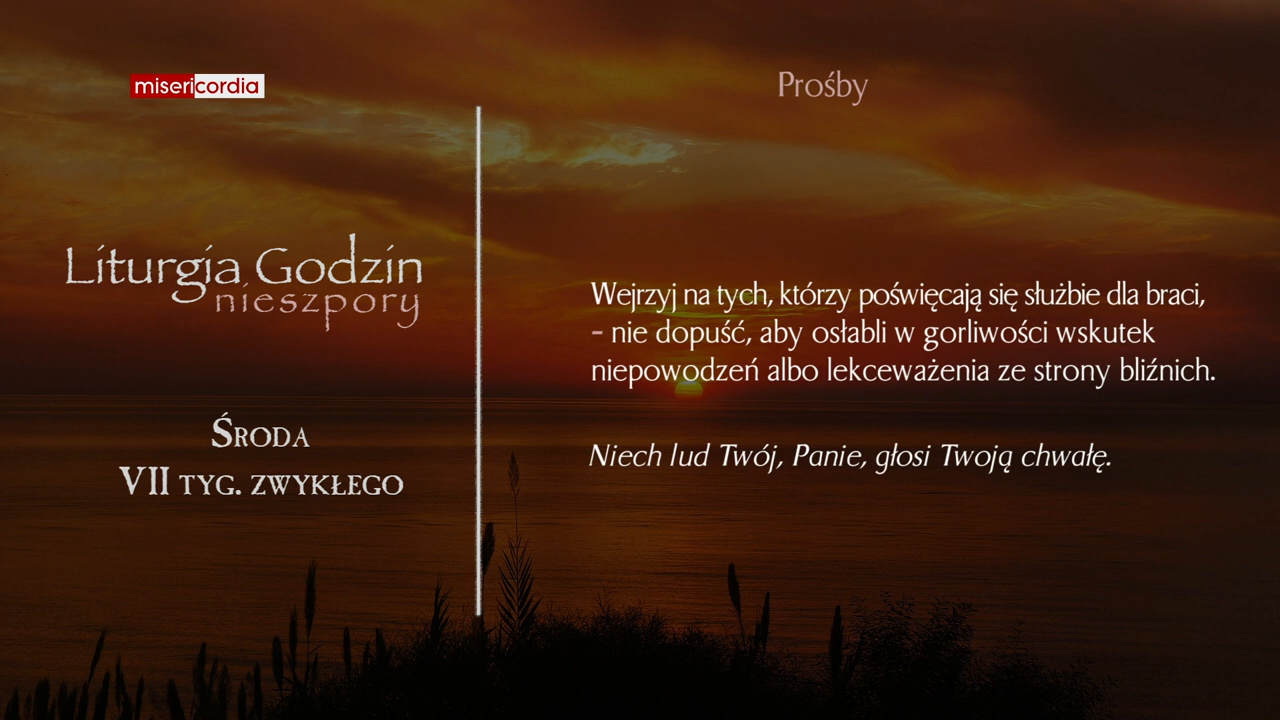 misericordia
Prośby
Liturgia Godzin
nieszpory
Środa
VII tyg. zwykłego
Wejrzyj na tych, którzy poświęcają się służbie dla braci,
- nie dopuść, aby osłabli w gorliwości wskutek
niepowodzeń albo lekceważenia ze strony bliźnich.
Niech lud Twój, Panie, głosi Twoją chwałę.